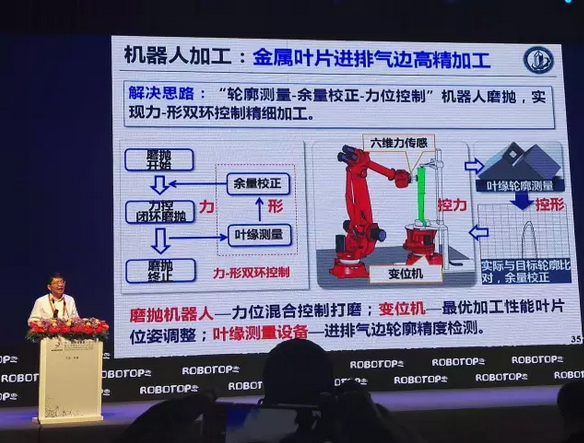 机器人加工：金属叶片进排气边高精加工
解决思路：“轮廓测量-余量校正-力位控制”机器人磨抛，实
现力-形双环控制精细加工。
磨抛
开始
余量校正
力控
闭环磨抛
力
形
叶缘测量
磨抛
终止
力-形双环控制
六维力传感
控力
变位机
叶缘轮廓测量
控形
实际与目标轮廓比
对，余量校正
磨抛机器人—力位混合控制打磨；变位机—最优加工性能叶片
位姿调整；叶缘测量设备—进排气边轮廓精度检测。
35
ROBOTOP ROBOTOP ROBOTOP ROBOTOP ROBOTOP
ROBOTOP ROBOTOP ROBOTOP